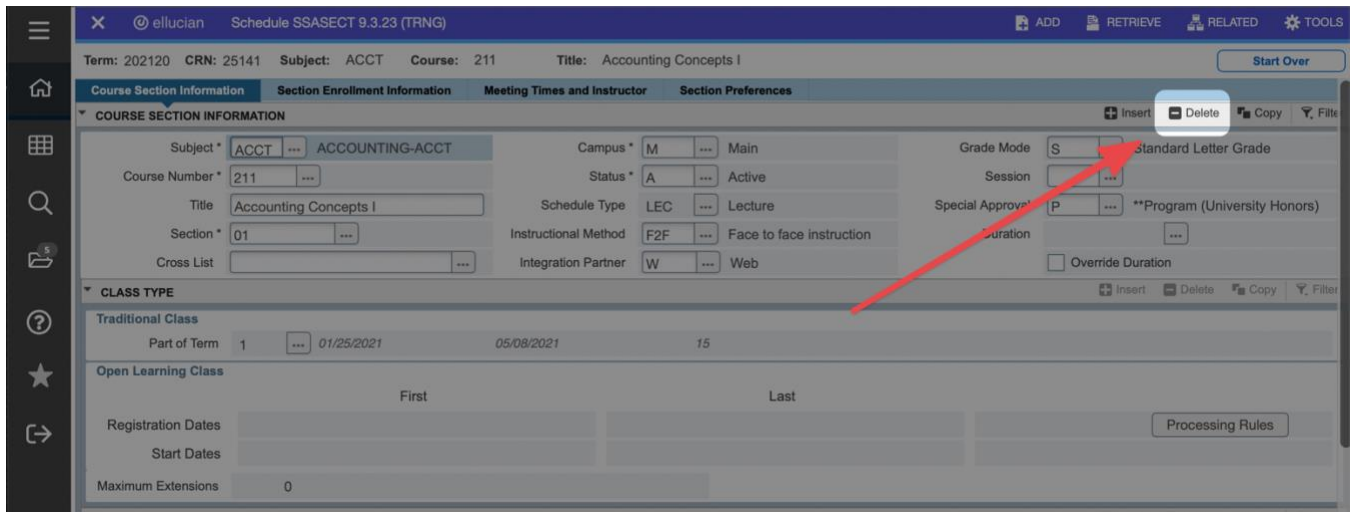 ellucian Schedule SSASECT 9.3.23 (TRNG) ADD RETRIEVE RELATED TOOLS
Term: 202120 CRN: 25141 Subject: ACCT Course: 211 Title: Accounting Concepts I Start Over
Course Section Information Section Enrollment Information Meeting Times and Instructor Section Preferences
COURSE SECTION INFORMATION Insert Delete Copy Filte
Subject * ACCT ... ACCOUNTING-ACCT Campus * M ... Main Grade Mode S Standard Letter Grade
Course Number * 211 ... Status * A ... Active Session ...
Title Accounting Concepts I Schedule Type LEC ... Lecture Special Approval P ... **Program (University Honors)
Section * 01 ... Instructional Method F2F ... Face to face instruction Duration ...
Cross List ... Integration Partner W ... Web Override Duration
5
CLASS TYPE Insert Delete Copy Filter
Traditional Class
Part of Term 1 ... 01/25/2021 05/08/2021 15
Open Learning Class
First Last
Registration Dates Processing Rules
Start Dates
Maximum Extensions 0